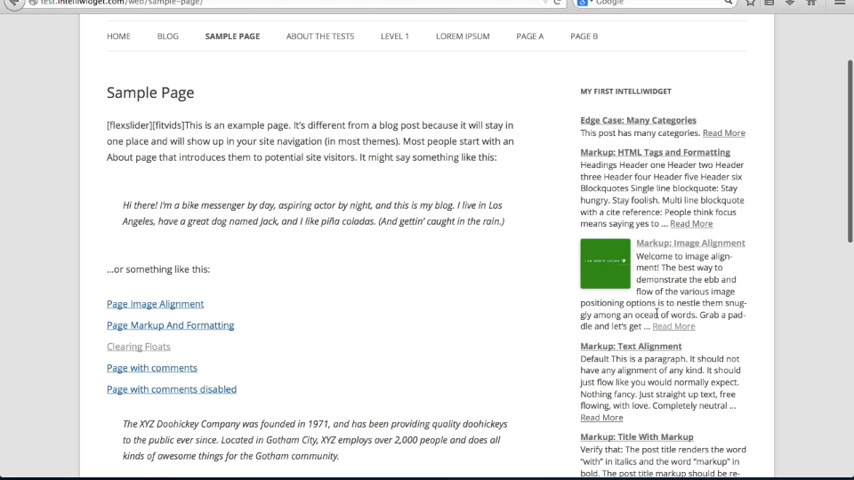 test.intelliwidget.com/web/sample-page/
Google
HOME BLOG SAMPLE PAGE ABOUT THE TESTS LEVEL 1 LOREM IPSUM PAGE A PAGE B
Sample Page
[flexslider][fitvids]This is an example page. It's different from a blog post because it will stay in
one place and will show up in your site navigation (in most themes). Most people start with an
About page that introduces them to potential site visitors. It might say something like this:
Hi there! I'm a bike messenger by day, aspiring actor by night, and this is my blog. I live in Los
Angeles, have a great dog named Jack, and I like piña coladas. (And gettin' caught in the rain.)
...or something like this:
Page Image Alignment
Page Markup And Formatting
Clearing Floats
Page with comments
Page with comments disabled
The XYZ Doohickey Company was founded in 1971, and has been providing quality doohickeys
to the public ever since. Located in Gotham City, XYZ employs over 2,000 people and does all
kinds of awesome things for the Gotham community.
MY FIRST INTELLIWIDGET
Edge Case: Many Categories
This post has many categories. Read More
Markup: HTML Tags and Formatting
Headings Header one Header two Header
three Header four Header five Header six
Blockquotes Single line blockquote: Stay
hungry. Stay foolish. Multi line blockquote
with a cite reference: People think focus
means saying yes to ... Read More
Markup: Image Alignment
Welcome to image align-
ment! The best way to
demonstrate the ebb and
flow of the various image
positioning options is to nestle them snug-
gly among an ocean of words. Grab a pad-
dle and let's get ... Read More
Markup: Text Alignment
Default This is a paragraph. It should not
have any alignment of any kind. It should
just flow like you would normally expect.
Nothing fancy. Just straight up text, free
flowing, with love. Completely neutral ...
Read More
Markup: Title With Markup
Verify that: The post title renders the word
"with" in italics and the word "markup" in
bold. The post title markup should be re-